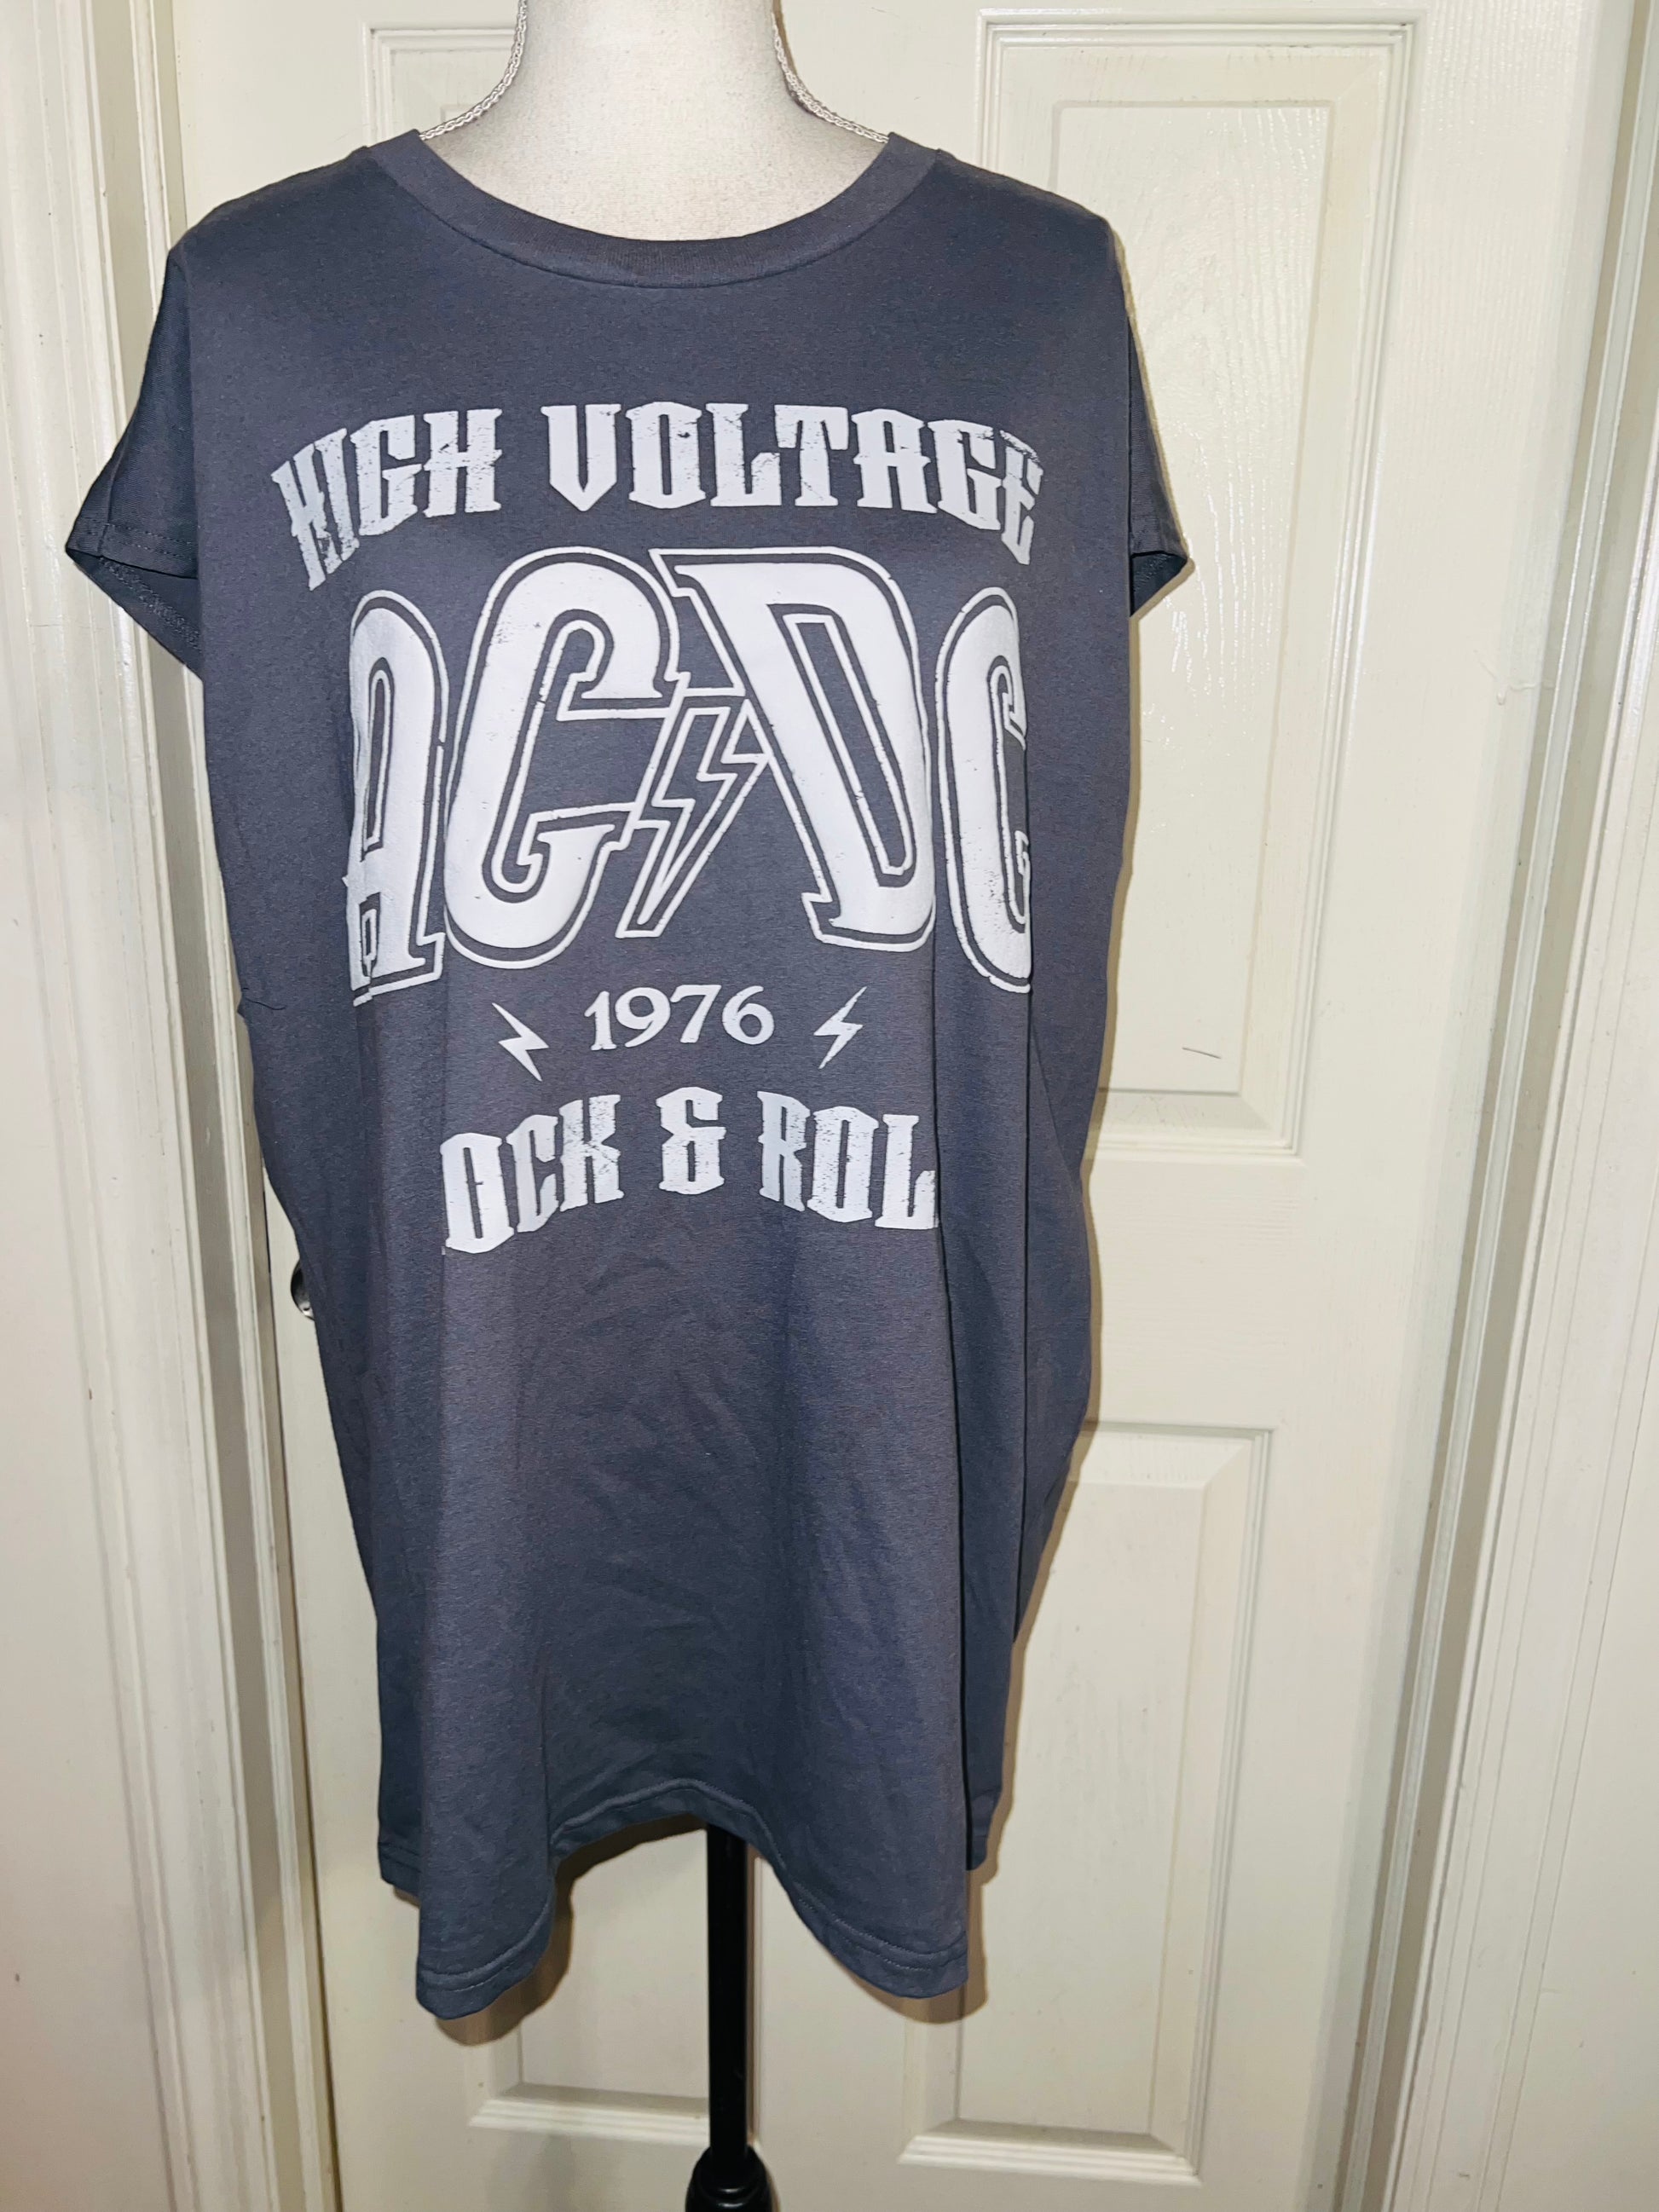 HIGH VOLTAGE
AC⚡DC
1976
OCK & ROL